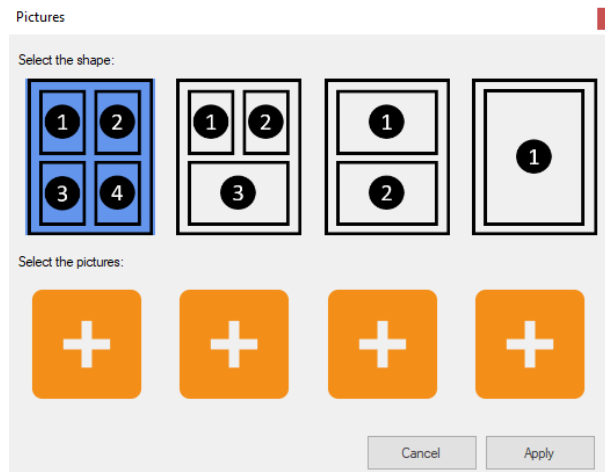 Pictures
Select the shape:
1 2
3 4
1 2
3
1
2
1
Select the pictures:
Cancel Apply